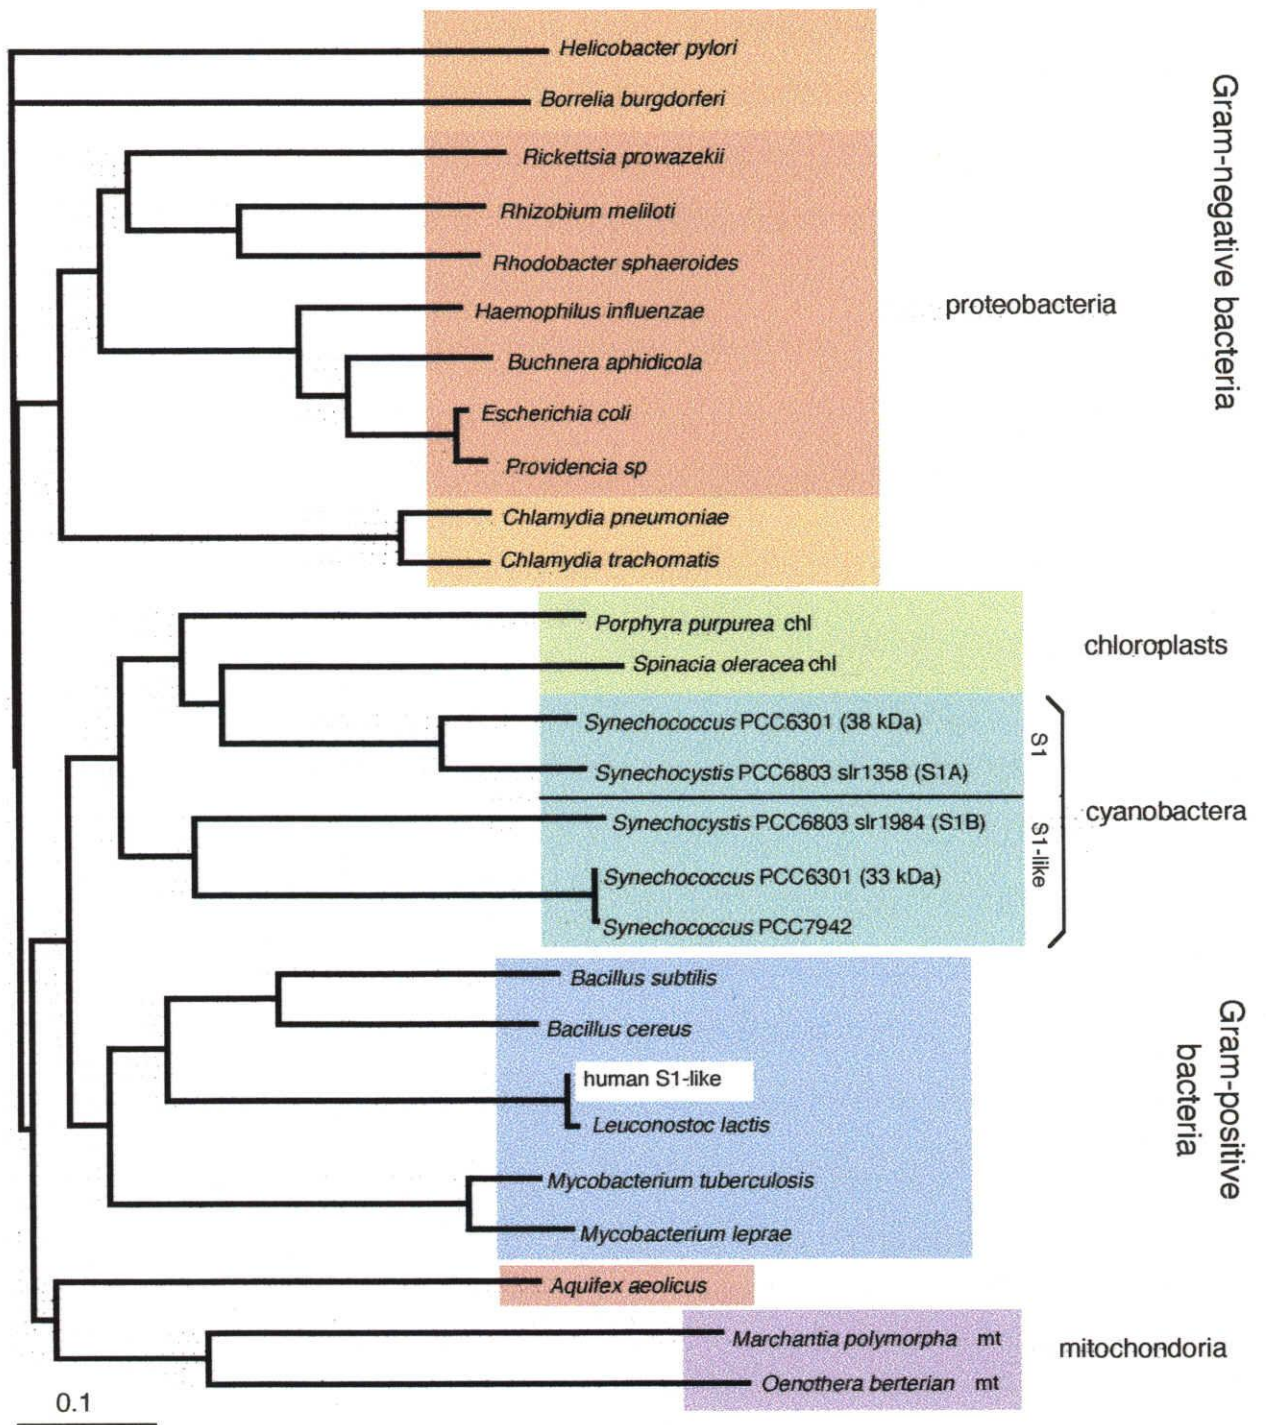 Helicobacter pylori
Borrelia burgdorferi
Rickettsia prowazekii
Rhizobium meliloti
Rhodobacter sphaeroides
Haemophilus influenzae
Buchnera aphidicola
Escherichia coli
Providencia sp
Chlamydia pneumoniae
Chlamydia trachomatis
proteobacteria
Gram-negative bacteria
Porphyra purpurea chl
Spinacia oleracea chl
chloroplasts
Synechococcus PCC6301 (38 kDa)
Synechocystis PCC6803 slr1358 (S1A)
S1
Synechocystis PCC6803 slr1984 (S1B)
Synechococcus PCC6301 (33 kDa)
Synechococcus PCC7942
S1-like
cyanobactera
Bacillus subtilis
Bacillus cereus
human S1-like
Leuconostoc lactis
Mycobacterium tuberculosis
Mycobacterium leprae
Gram-positive
bacteria
Aquifex aeolicus
Marchantia polymorpha mt
Oenothera berterian mt
mitochondoria
0.1